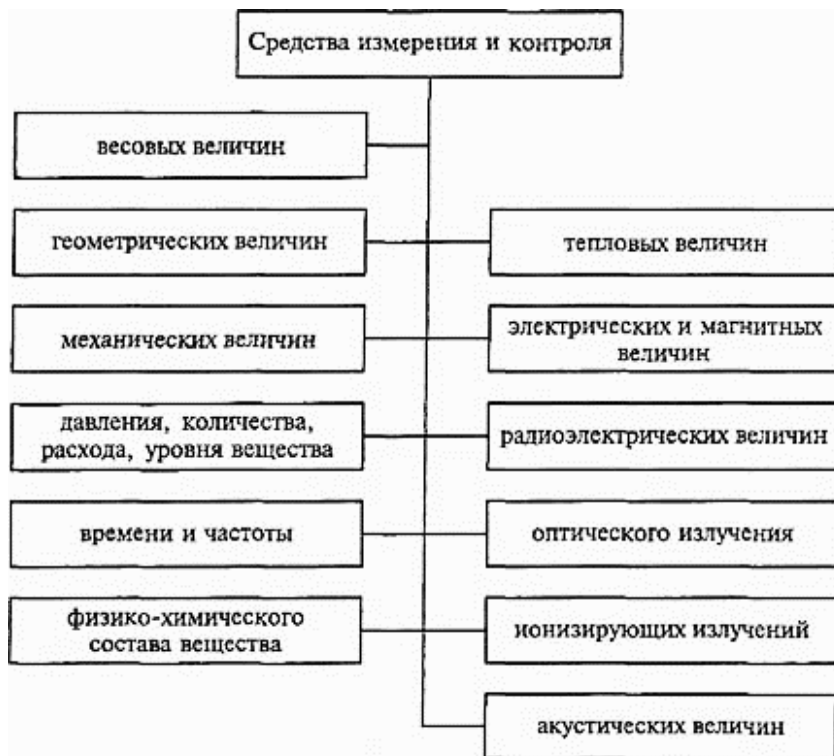 Средства измерения и контроля
весовых величин
геометрических величин
тепловых величин
механических величин
электрических и магнитных
величин
давления, количества,
расхода, уровня вещества
радиоэлектрических величин
времени и частоты
оптического излучения
физико-химического
состава вещества
ионизирующих излучений
акустических величин